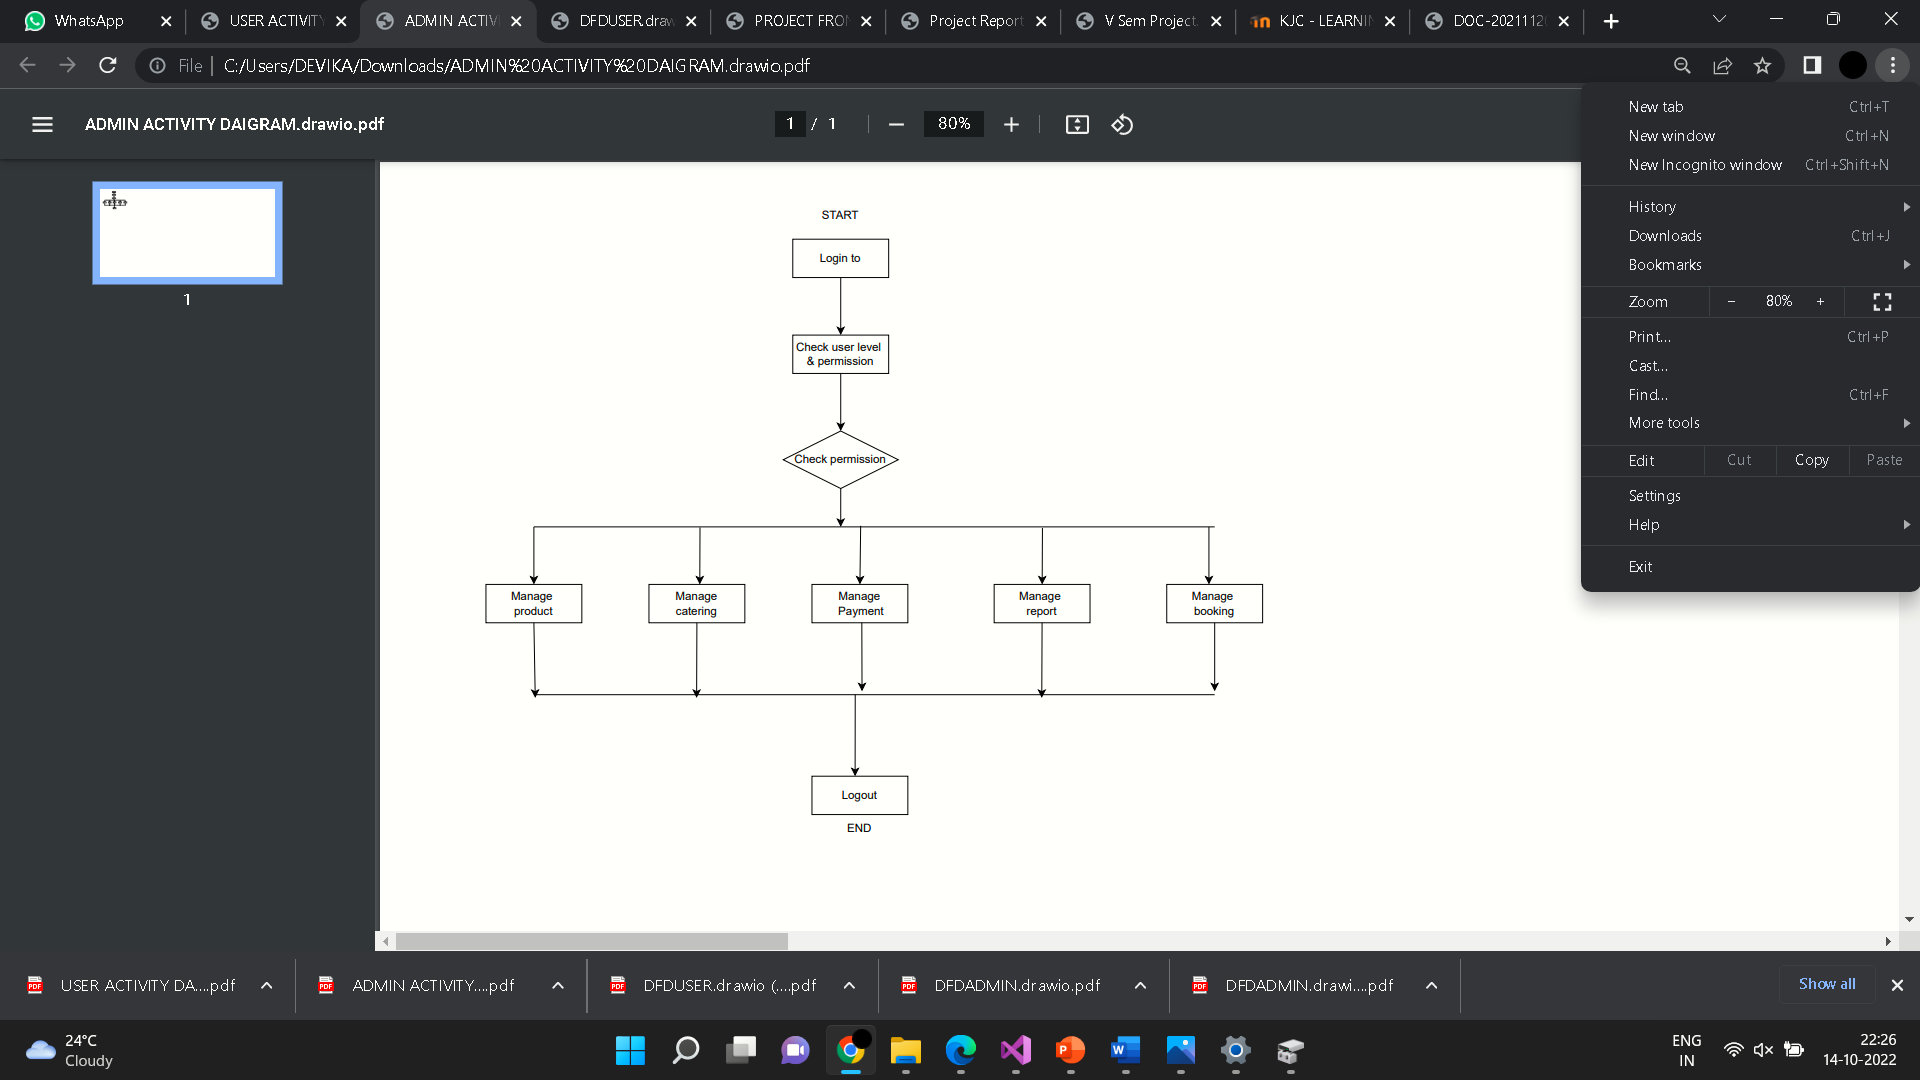 WhatsApp
USER ACTIVITY
ADMIN ACTIVI
DFDUSER.draw
PROJECT FRO
Project Report
V Sem Project.
KJC - LEARNIN
DOC-2021112
File
C:/Users/DEVIKA/Downloads/ADMIN%20ACTIVITY%20DAIGRAM.drawio.pdf
ADMIN ACTIVITY DAIGRAM.drawio.pdf
1 / 1
80%
1
START
Login to
Check user level
& permission
Check permission
Manage
product
Manage
catering
Manage
Payment
Manage
report
Manage
booking
Logout
END
New tab Ctrl+T
New window Ctrl+N
New Incognito window Ctrl+Shift+N
History
Downloads Ctrl+J
Bookmarks
Zoom - 80% +
Print... Ctrl+P
Cast...
Find... Ctrl+F
More tools
Edit Cut Copy Paste
Settings
Help
Exit
USER ACTIVITY DA....pdf
ADMIN ACTIVITY....pdf
DFDUSER.drawio (....pdf
DFDADMIN.drawio.pdf
DFDADMIN.drawi....pdf
Show all
24°C
Cloudy
ENG
IN
22:26
14-10-2022